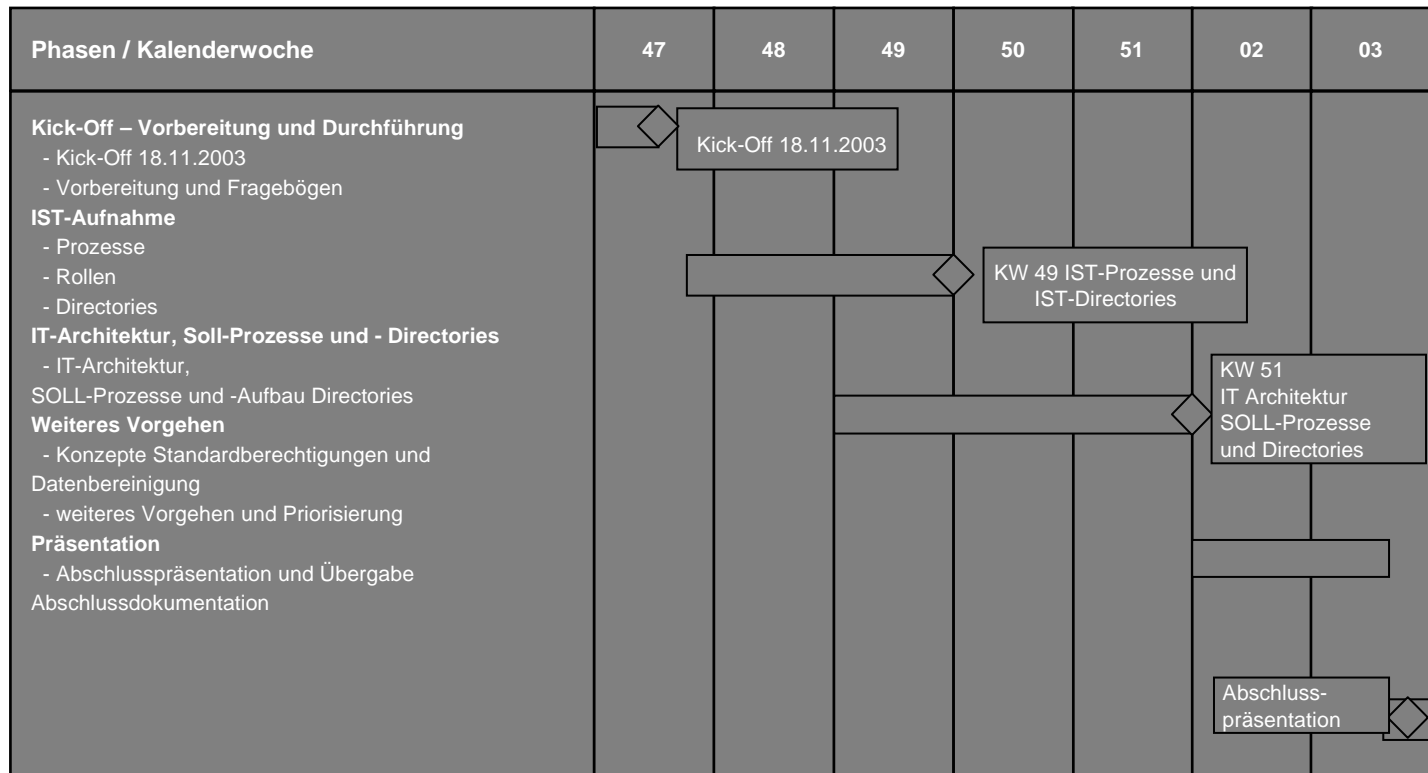 Phasen / Kalenderwoche 47 48 49 50 51 02 03
Kick-Off – Vorbereitung und Durchführung
- Kick-Off 18.11.2003
- Vorbereitung und Fragebögen
IST-Aufnahme
- Prozesse
- Rollen
- Directories
IT-Architektur, Soll-Prozesse und - Directories
- IT-Architektur,
SOLL-Prozesse und -Aufbau Directories
Weiteres Vorgehen
- Konzepte Standardberechtigungen und
Datenbereinigung
- weiteres Vorgehen und Priorisierung
Präsentation
- Abschlusspräsentation und Übergabe
Abschlussdokumentation
Kick-Off 18.11.2003
KW 49 IST-Prozesse und
IST-Directories
KW 51
IT Architektur
SOLL-Prozesse
und Directories
Abschluss-
präsentation